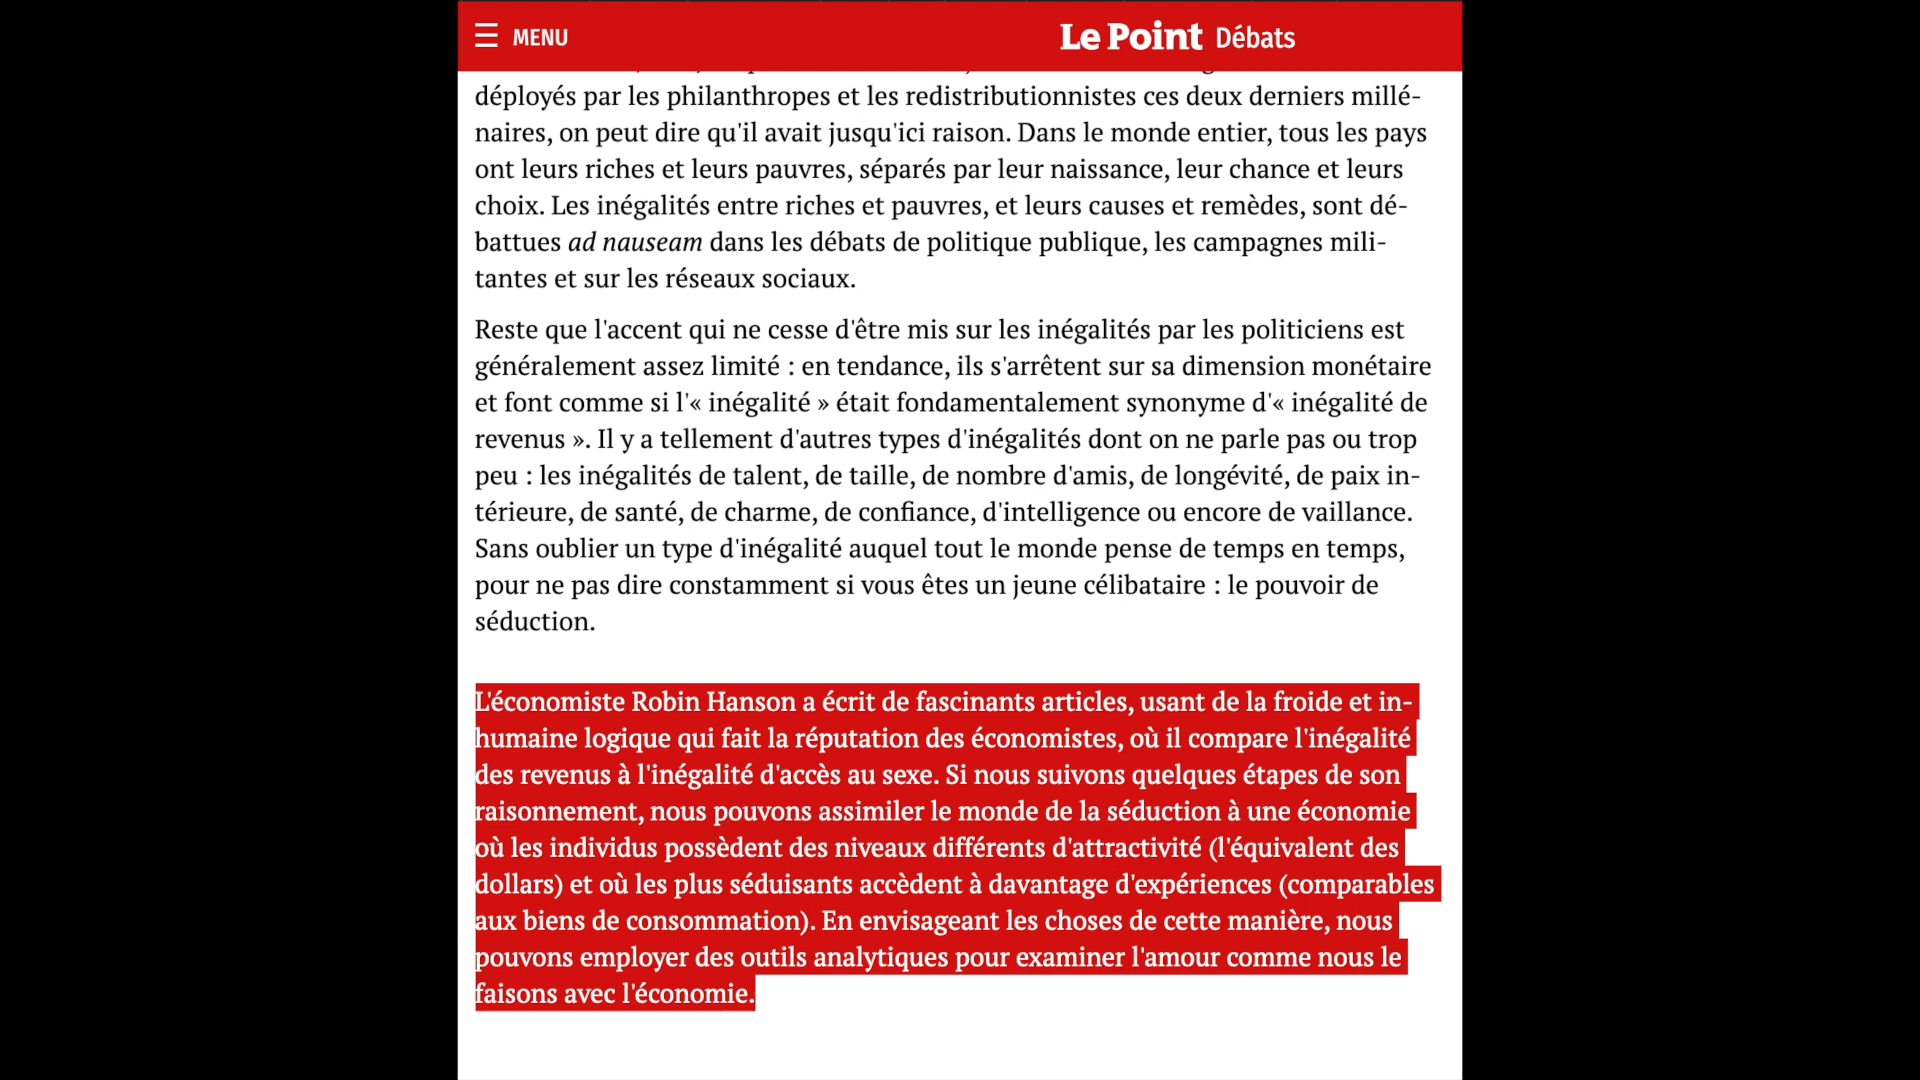 MENU
Le Point Débats
déployés par les philanthropes et les redistributionnistes ces deux derniers millé-
naires, on peut dire qu'il avait jusqu'ici raison. Dans le monde entier, tous les pays
ont leurs riches et leurs pauvres, séparés par leur naissance, leur chance et leurs
choix. Les inégalités entre riches et pauvres, et leurs causes et remèdes, sont dé-
battues ad nauseam dans les débats de politique publique, les campagnes mili-
tantes et sur les réseaux sociaux.
Reste que l'accent qui ne cesse d'être mis sur les inégalités par les politiciens est
généralement assez limité : en tendance, ils s'arrêtent sur sa dimension monétaire
et font comme si l'« inégalité » était fondamentalement synonyme d'« inégalité de
revenus ». Il y a tellement d'autres types d'inégalités dont on ne parle pas ou trop
peu : les inégalités de talent, de taille, de nombre d'amis, de longévité, de paix in-
térieure, de santé, de charme, de confiance, d'intelligence ou encore de vaillance.
Sans oublier un type d'inégalité auquel tout le monde pense de temps en temps,
pour ne pas dire constamment si vous êtes un jeune célibataire : le pouvoir de
séduction.
L'économiste Robin Hanson a écrit de fascinants articles, usant de la froide et in-
humaine logique qui fait la réputation des économistes, où il compare l'inégalité
des revenus à l'inégalité d'accès au sexe. Si nous suivons quelques étapes de son
raisonnement, nous pouvons assimiler le monde de la séduction à une économie
où les individus possèdent des niveaux différents d'attractivité (l'équivalent des
dollars) et où les plus séduisants accèdent à davantage d'expériences (comparables
aux biens de consommation). En envisageant les choses de cette manière, nous
pouvons employer des outils analytiques pour examiner l'amour comme nous le
faisons avec l'économie.